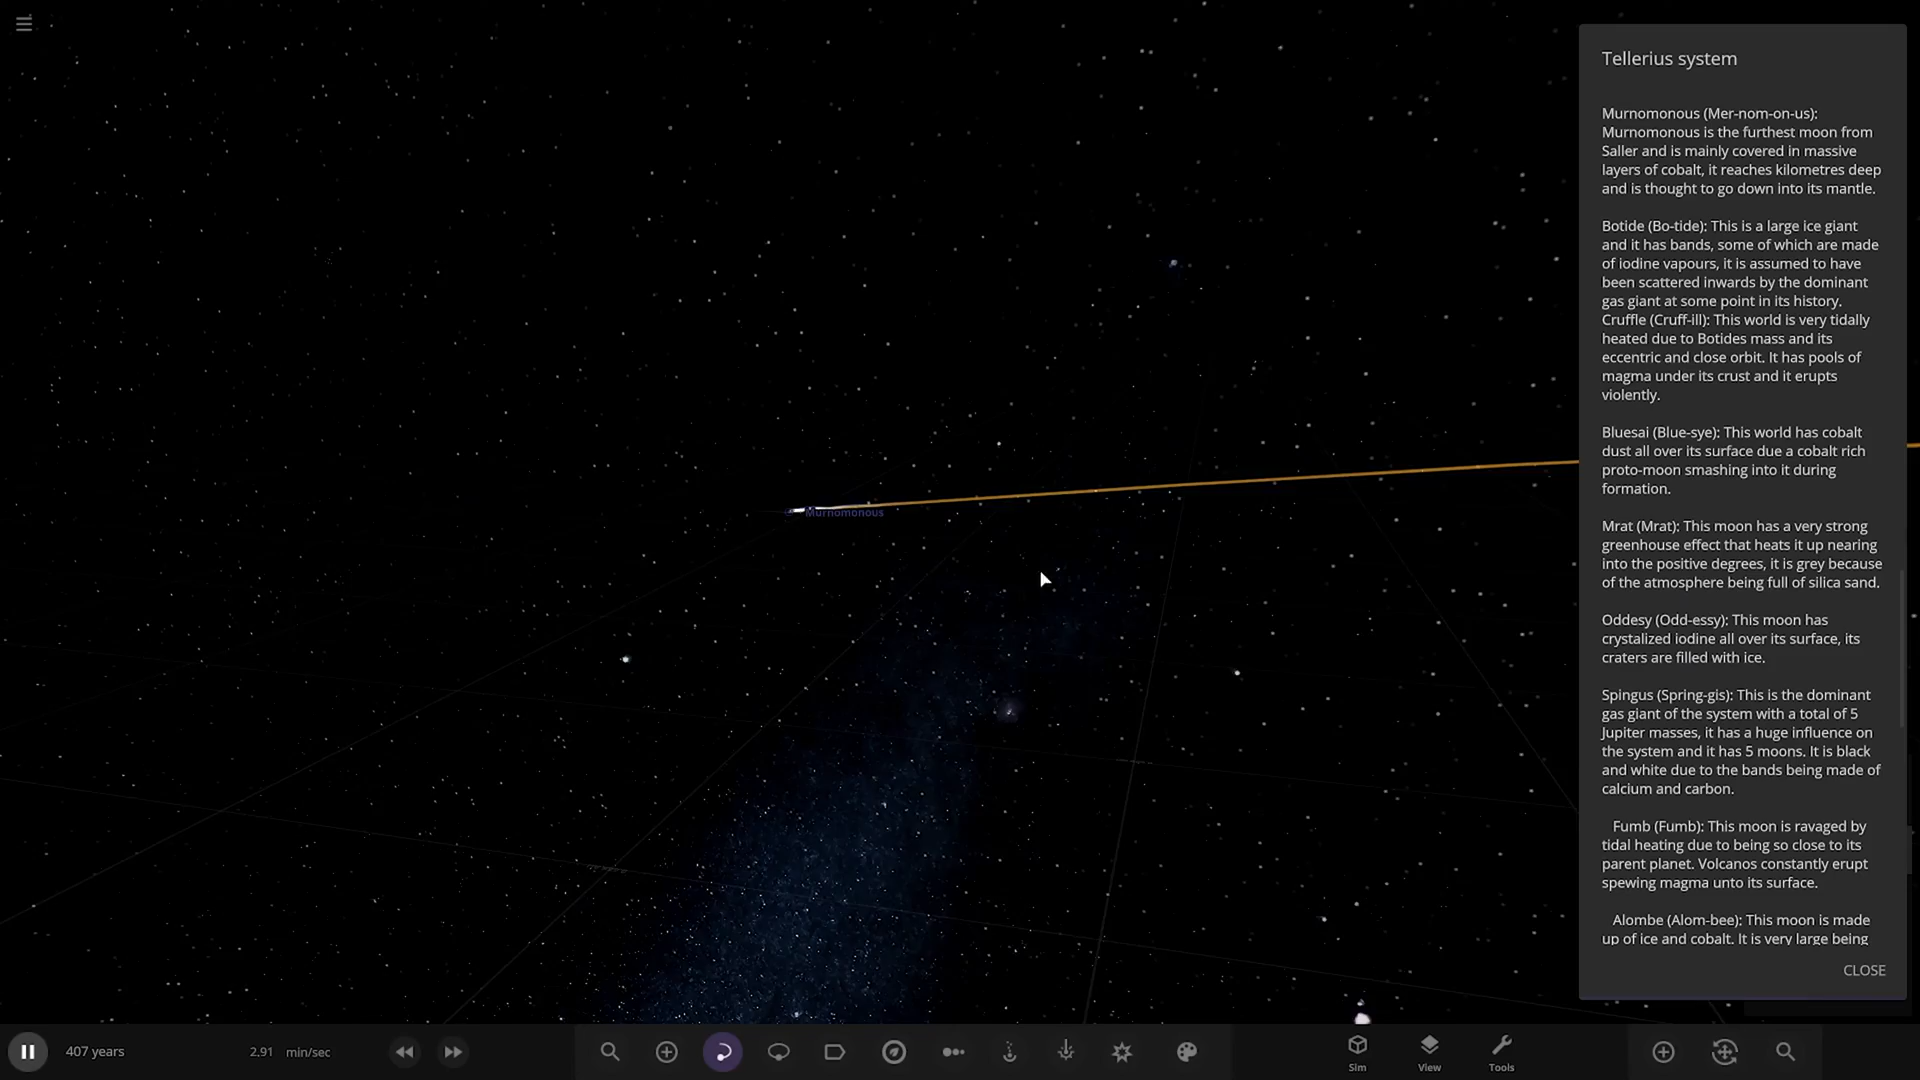 Tellerius system
Murnomonous (Mer-nom-on-us):
Murnomonous is the furthest moon from
Saller and is mainly covered in massive
layers of cobalt, it reaches kilometres deep
and is thought to go down into its mantle.
Botide (Bo-tide): This is a large ice giant
and it has bands, some of which are made
of iodine vapours, it is assumed to have
been scattered inwards by the dominant
gas giant at some point in its history.
Cruffle (Cruff-ill): This world is very tidally
heated due to Botides mass and its
eccentric and close orbit. It has pools of
magma under its crust and it erupts
violently.
Bluesai (Blue-sye): This world has cobalt
dust all over its surface due a cobalt rich
proto-moon smashing into it during
formation.
Murnomonous
Mrat (Mrat): This moon has a very strong
greenhouse effect that heats it up nearing
into the positive degrees, it is grey because
of the atmosphere being full of silica sand.
Oddesy (Odd-essy): This moon has
crystalized iodine all over its surface, its
craters are filled with ice.
Spingus (Spring-gis): This is the dominant
gas giant of the system with a total of 5
Jupiter masses, it has a huge influence on
the system and it has 5 moons. It is black
and white due to the bands being made of
calcium and carbon.
Fumb (Fumb): This moon is ravaged by
tidal heating due to being so close to its
parent planet. Volcanos constantly erupt
spewing magma unto its surface.
Alombe (Alom-bee): This moon is made
up of ice and cobalt. It is very large being
CLOSE
407 years
2.91 min/sec
Sim
View
Tools